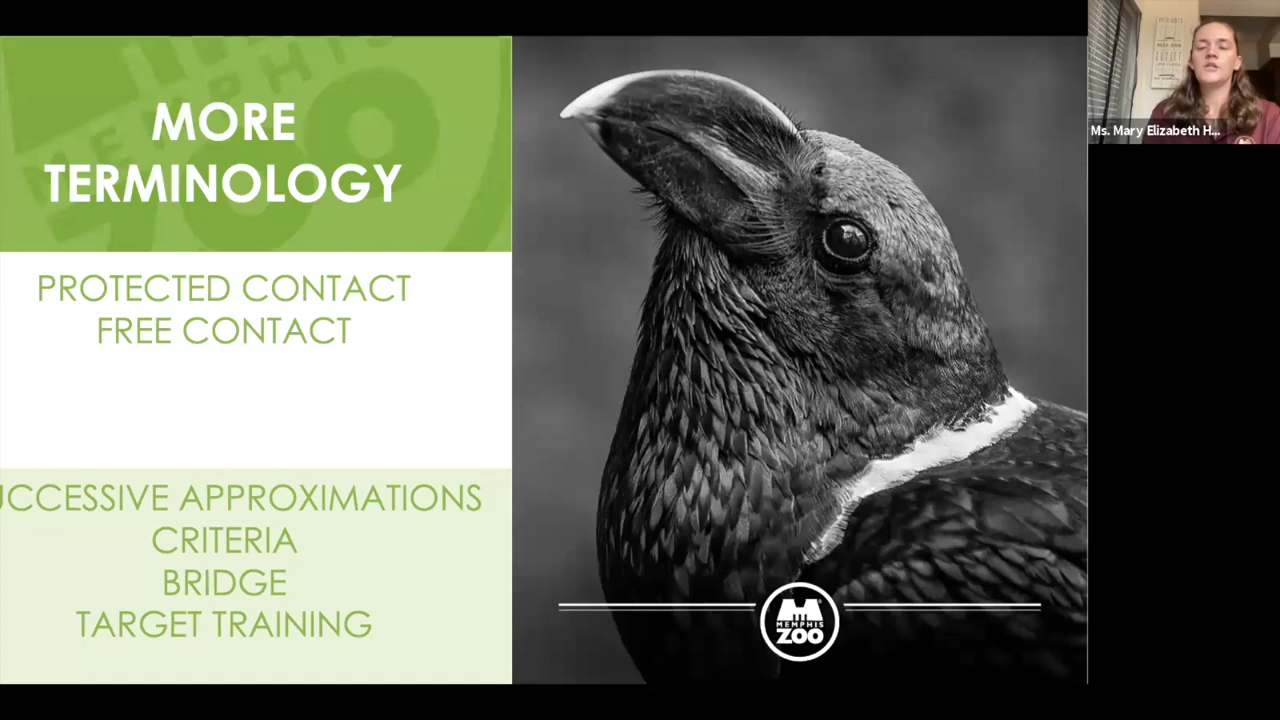 MORE
TERMINOLOGY
PROTECTED CONTACT
FREE CONTACT
UCCESSIVE APPROXIMATIONS
CRITERIA
BRIDGE
TARGET TRAINING
MEMPHIS
ZOO
Ms. Mary Elizabeth H...